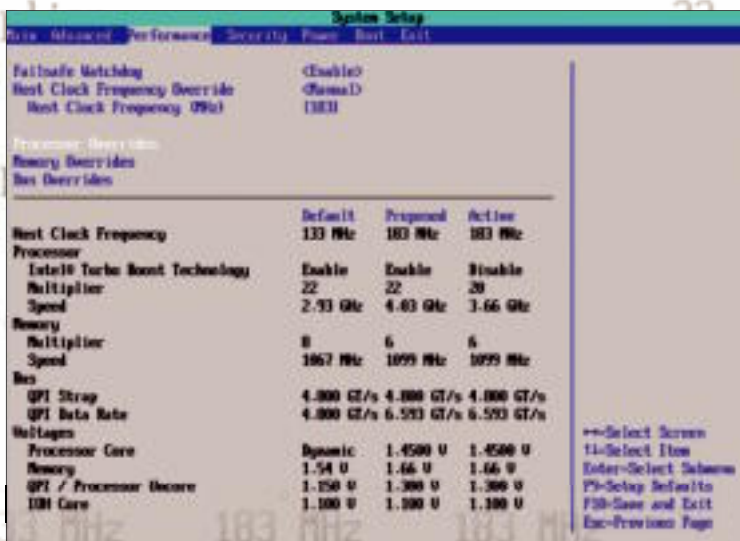 System Setup
Main Advanced Performance Security Power Boot Exit
Failsafe Watchdog <Enable>
Host Clock Frequency Override <Manual>
Host Clock Frequency (MHz) [183]
Processor Overrides
Memory Overrides
Bus Overrides
Default Proposed Active
Host Clock Frequency 133 MHz 183 MHz 183 MHz
Processor
Intel® Turbo Boost Technology Enable Enable Disable
Multiplier 22 22 20
Speed 2.93 GHz 4.03 GHz 3.66 GHz
Memory
Multiplier 8 6 6
Speed 1067 MHz 1099 MHz 1099 MHz
Bus
QPI Strap 4.800 GT/s 4.800 GT/s 4.800 GT/s
QPI Data Rate 4.800 GT/s 6.593 GT/s 6.593 GT/s
Voltages
Processor Core Dynamic 1.4500 V 1.4500 V
Memory 1.54 V 1.66 V 1.66 V
QPI / Processor Uncore 1.150 V 1.300 V 1.300 V
IOH Core 1.100 V 1.100 V 1.100 V
↔=Select Screen
↑↓=Select Item
Enter=Select Submenu
F9=Setup Defaults
F10=Save and Exit
Esc=Previous Page
183 MHz